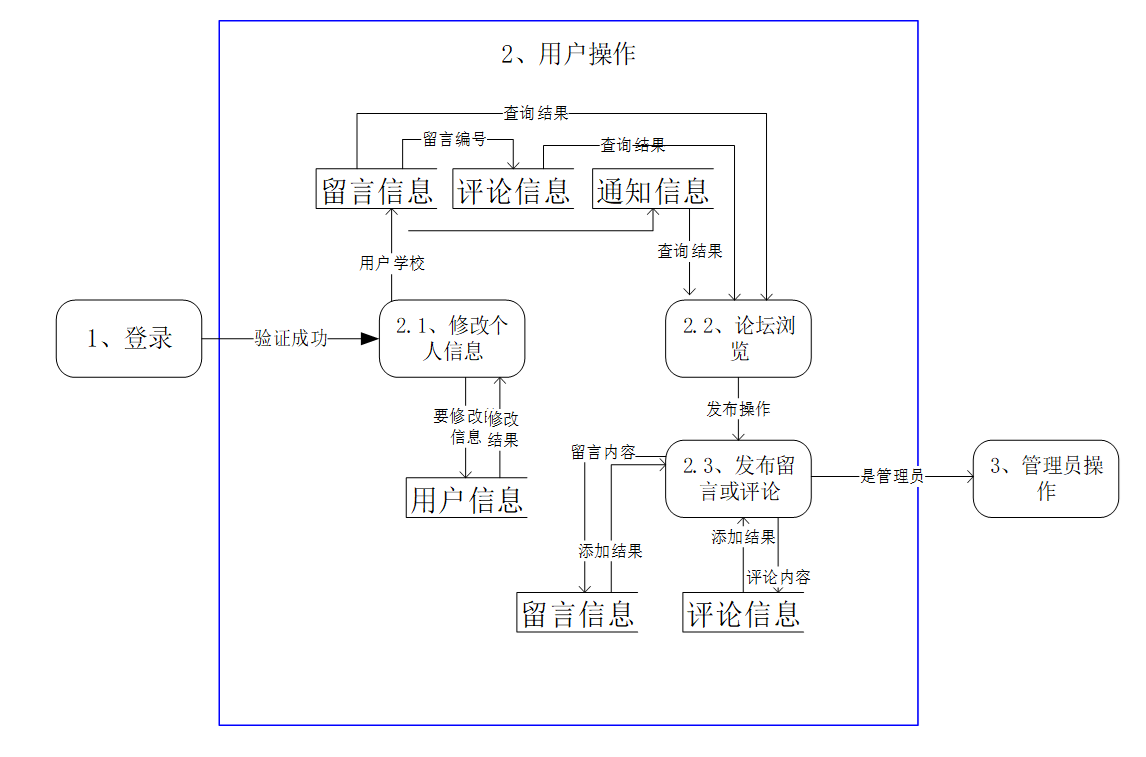 2、用户操作
查询结果
留言编号
查询结果
留言信息
评论信息
通知信息
查询结果
用户学校
1、登录
验证成功
2.1、修改个
人信息
2.2、论坛浏
览
要修改
信息
修改
结果
发布操作
用户信息
留言内容
2.3、发布留
言或评论
是管理员
3、管理员操
作
添加结果
添加结果
评论内容
留言信息
评论信息